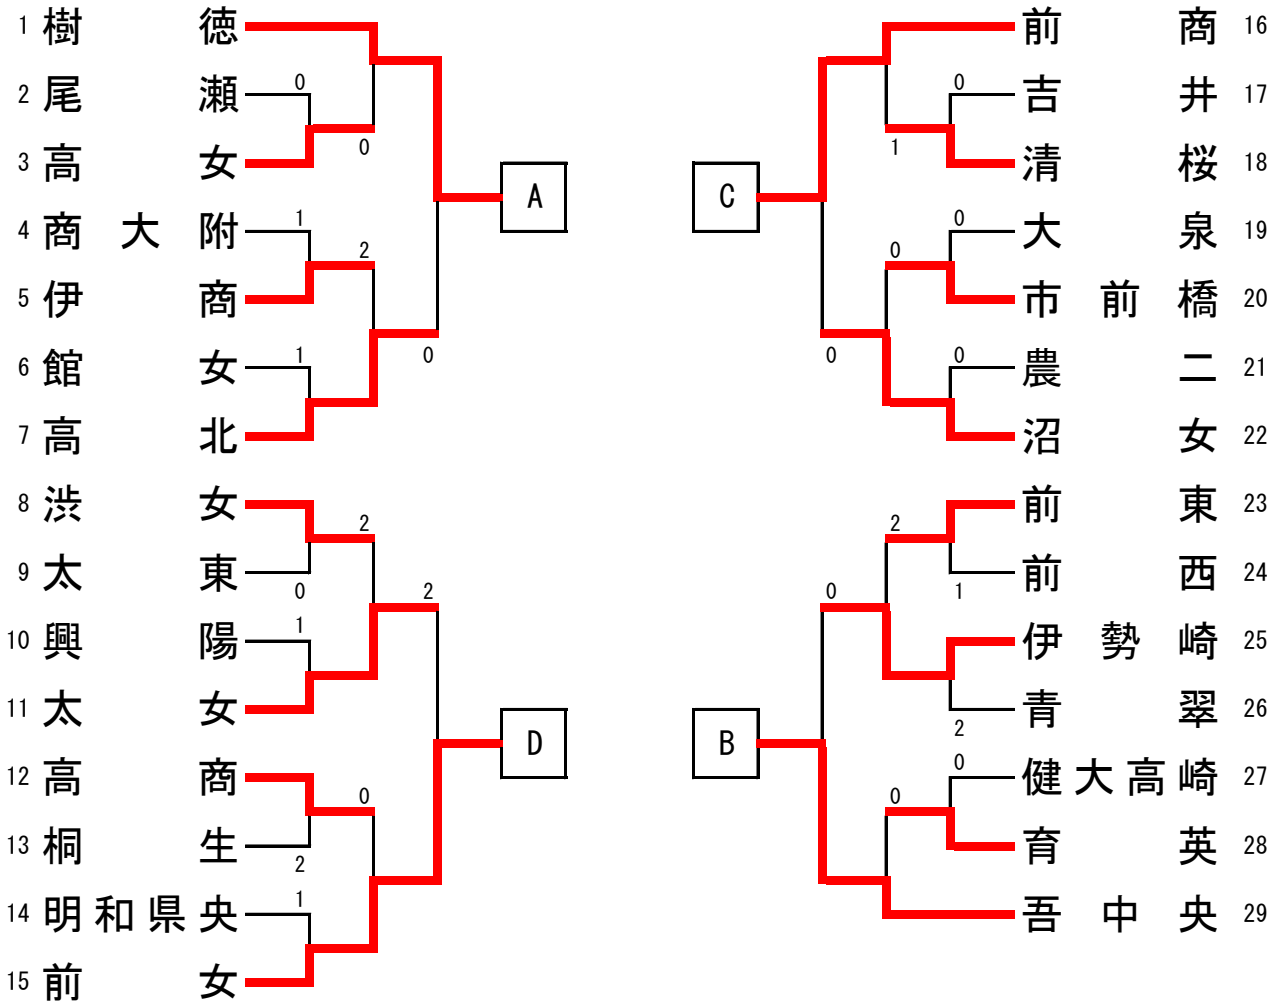 1 樹 徳
0
2 尾 瀬
0
3 高 女
A
1
4 商 大 附
2
5 伊 商
1
6 館 女
0
7 高 北
8 渋 女
2
9 太 東
0
2
1
10 興 陽
11 太 女
D
12 高 商
0
13 桐 生
2
1
14 明 和 県 央
15 前 女
前 商 16
0
吉 井 17
1
清 桜 18
C
0
大 泉 19
0
市 前 橋 20
0
農 二 21
0
沼 女 22
前 東 23
2
前 西 24
0
1
伊 勢 崎 25
青 翠 26
2
B
0
健 大 高 崎 27
0
育 英 28
吾 中 央 29